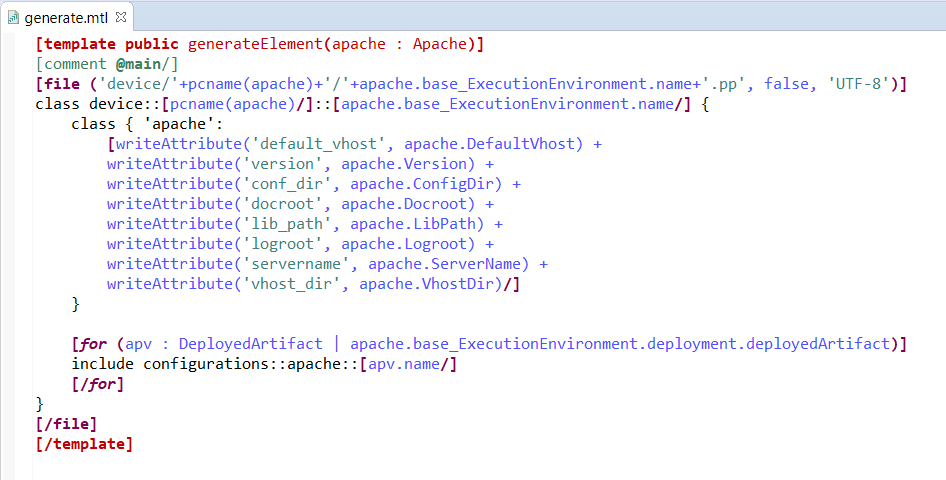 generate.mtl
[template public generateElement(apache : Apache)]
[comment @main/]
[file ('device/'+pcname(apache)+'/'+apache.base_ExecutionEnvironment.name+'.pp', false, 'UTF-8')]
class device::[pcname(apache)/]::[apache.base_ExecutionEnvironment.name/] {
    class { 'apache':
        [writeAttribute('default_vhost', apache.DefaultVhost) +
        writeAttribute('version', apache.Version) +
        writeAttribute('conf_dir', apache.ConfigDir) +
        writeAttribute('docroot', apache.Docroot) +
        writeAttribute('lib_path', apache.LibPath) +
        writeAttribute('logroot', apache.Logroot) +
        writeAttribute('servername', apache.ServerName) +
        writeAttribute('vhost_dir', apache.VhostDir)/]
    }
    [for (apv : DeployedArtifact | apache.base_ExecutionEnvironment.deployment.deployedArtifact)]
    include configurations::apache::[apv.name/]
    [/for]
}
[/file]
[/template]